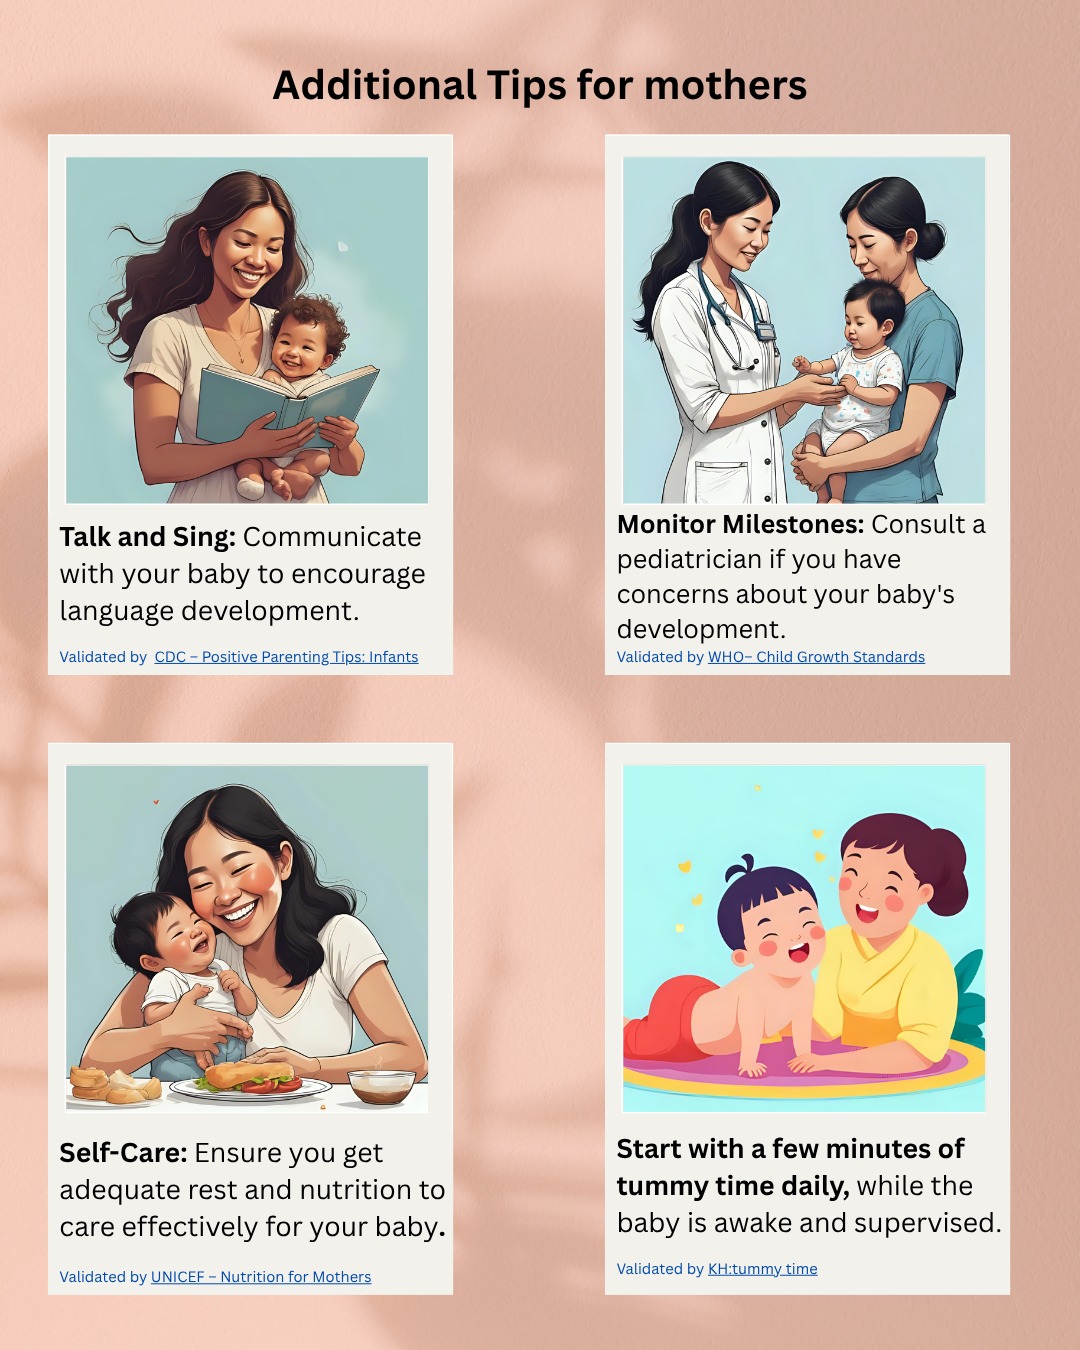 Additional Tips for mothers
Talk and Sing: Communicate
with your baby to encourage
language development.
Validated by CDC – Positive Parenting Tips: Infants
Monitor Milestones: Consult a
pediatrician if you have
concerns about your baby's
development.
Validated by WHO– Child Growth Standards
Self-Care: Ensure you get
adequate rest and nutrition to
care effectively for your baby.
Validated by UNICEF – Nutrition for Mothers
Start with a few minutes of
tummy time daily, while the
baby is awake and supervised.
Validated by KH:tummy time